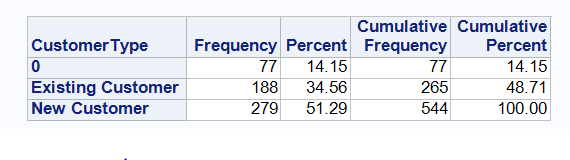 Cumulative Cumulative
CustomerType Frequency Percent Frequency Percent
0 77 14.15 77 14.15
Existing Customer 188 34.56 265 48.71
New Customer 279 51.29 544 100.00